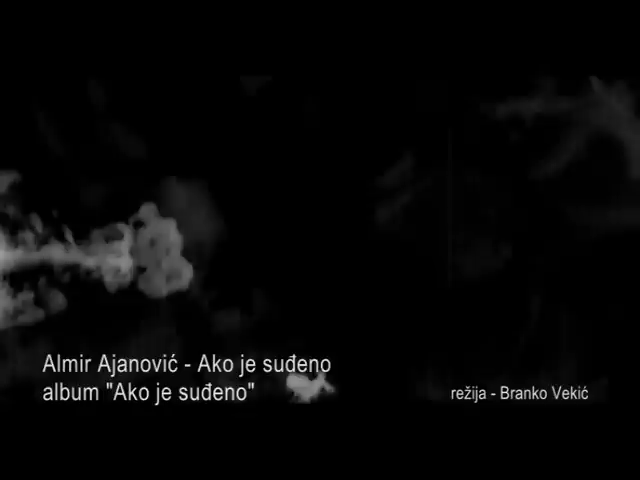 Almir Ajanović - Ako je suđeno
album "Ako je suđeno"
režija - Branko Vekić